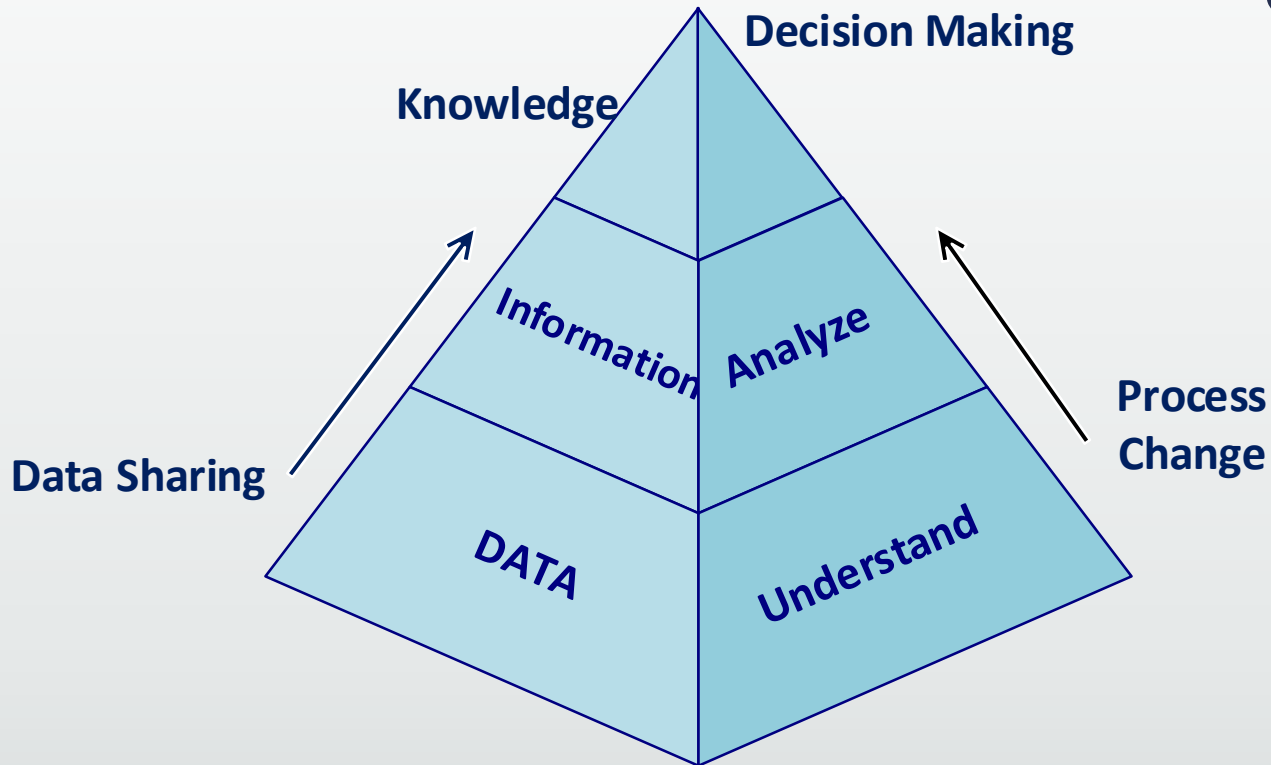 Decision Making
Knowledge
Information
Analyze
Process
Change
Data Sharing
DATA
Understand